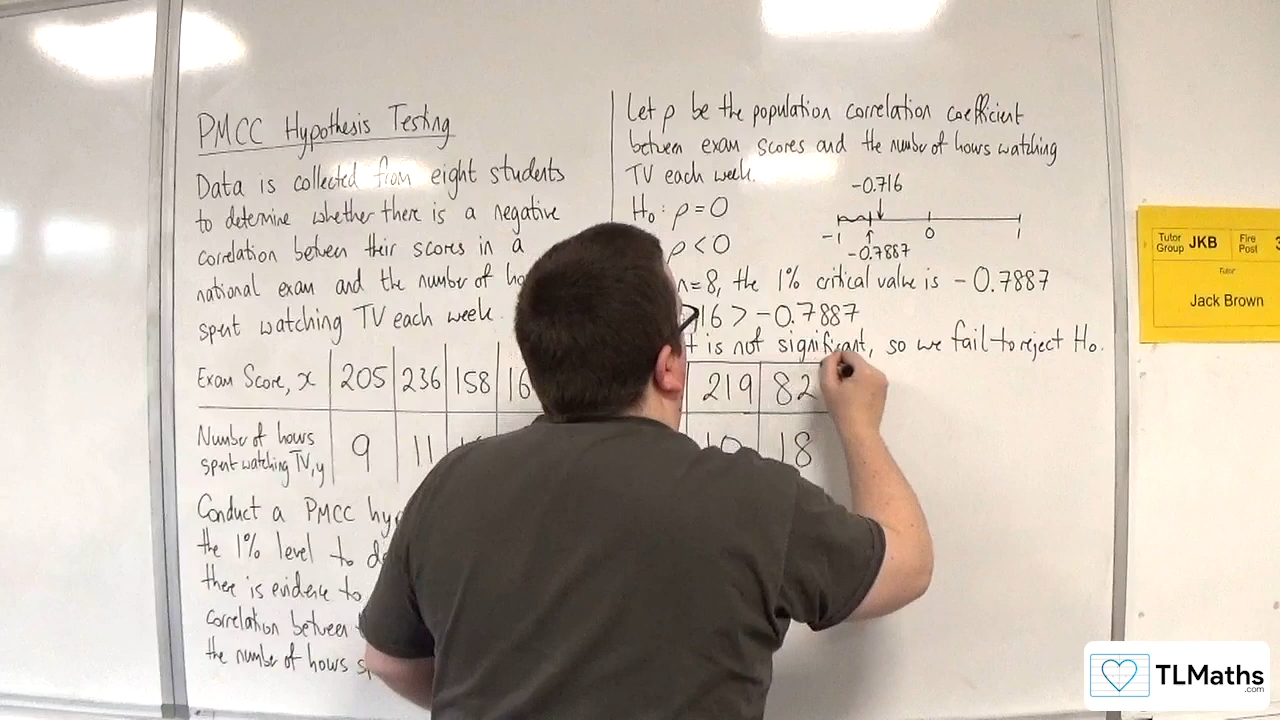 PMCC Hypothesis Testing
Data is collected from eight students
to determine whether there is a negative
correlation between their scores in a
national exam and the number of
spent watching TV each week.
Exam Score, x 205 236 158 219 82
Number of hours
spent watching TV, y 9 11 10 18
Conduct a PMCC
the 1% level to
there is evidence to
correlation between
the number of hours
Let ρ be the population correlation coefficient
between exam scores and the number of hours watching
TV each week.
H₀: ρ = 0
ρ < 0
-0.716
-1 0 1
-0.7887
n=8, the 1% critical value is -0.7887
16 > -0.7887
is not significant, so we fail to reject H₀.
Tutor Group JKB Fire Post 3
Tutor
Jack Brown
TLMaths
.com